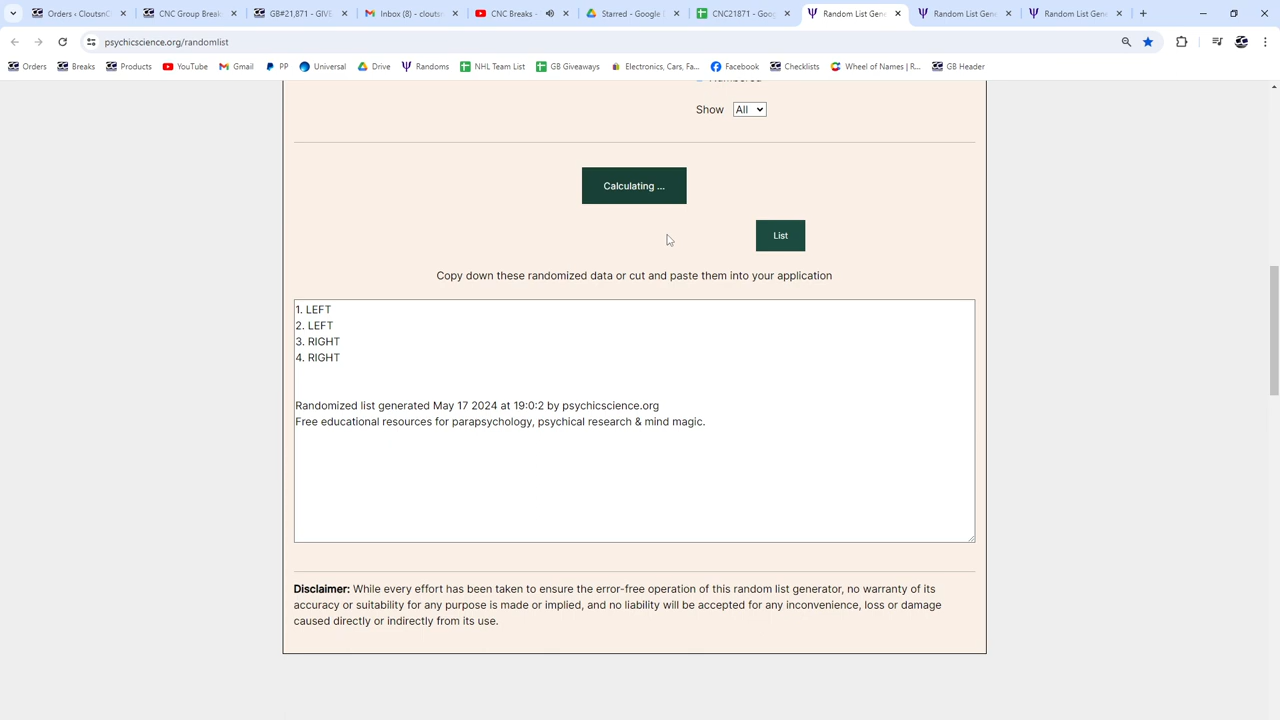 Orders ‹ CloutsnC
CNC Group Break
GB#21,871 - GIVE
Inbox (8) - clouts
CNC Breaks -
Starred - Google D
CNC21871 - Goog
Random List Gene
Random List Gene
Random List Gene
psychicscience.org/randomlist
Orders
Breaks
Products
YouTube
Gmail
PP
Universal
Drive
Randoms
NHL Team List
GB Giveaways
Electronics, Cars, Fa...
Facebook
Checklists
Wheel of Names | R...
GB Header
Numbered
Show All
Calculating ...
List
Copy down these randomized data or cut and paste them into your application
1. LEFT
2. LEFT
3. RIGHT
4. RIGHT
Randomized list generated May 17 2024 at 19:0:2 by psychicscience.org
Free educational resources for parapsychology, psychical research & mind magic.
Disclaimer: While every effort has been taken to ensure the error-free operation of this random list generator, no warranty of its
accuracy or suitability for any purpose is made or implied, and no liability will be accepted for any inconvenience, loss or damage
caused directly or indirectly from its use.